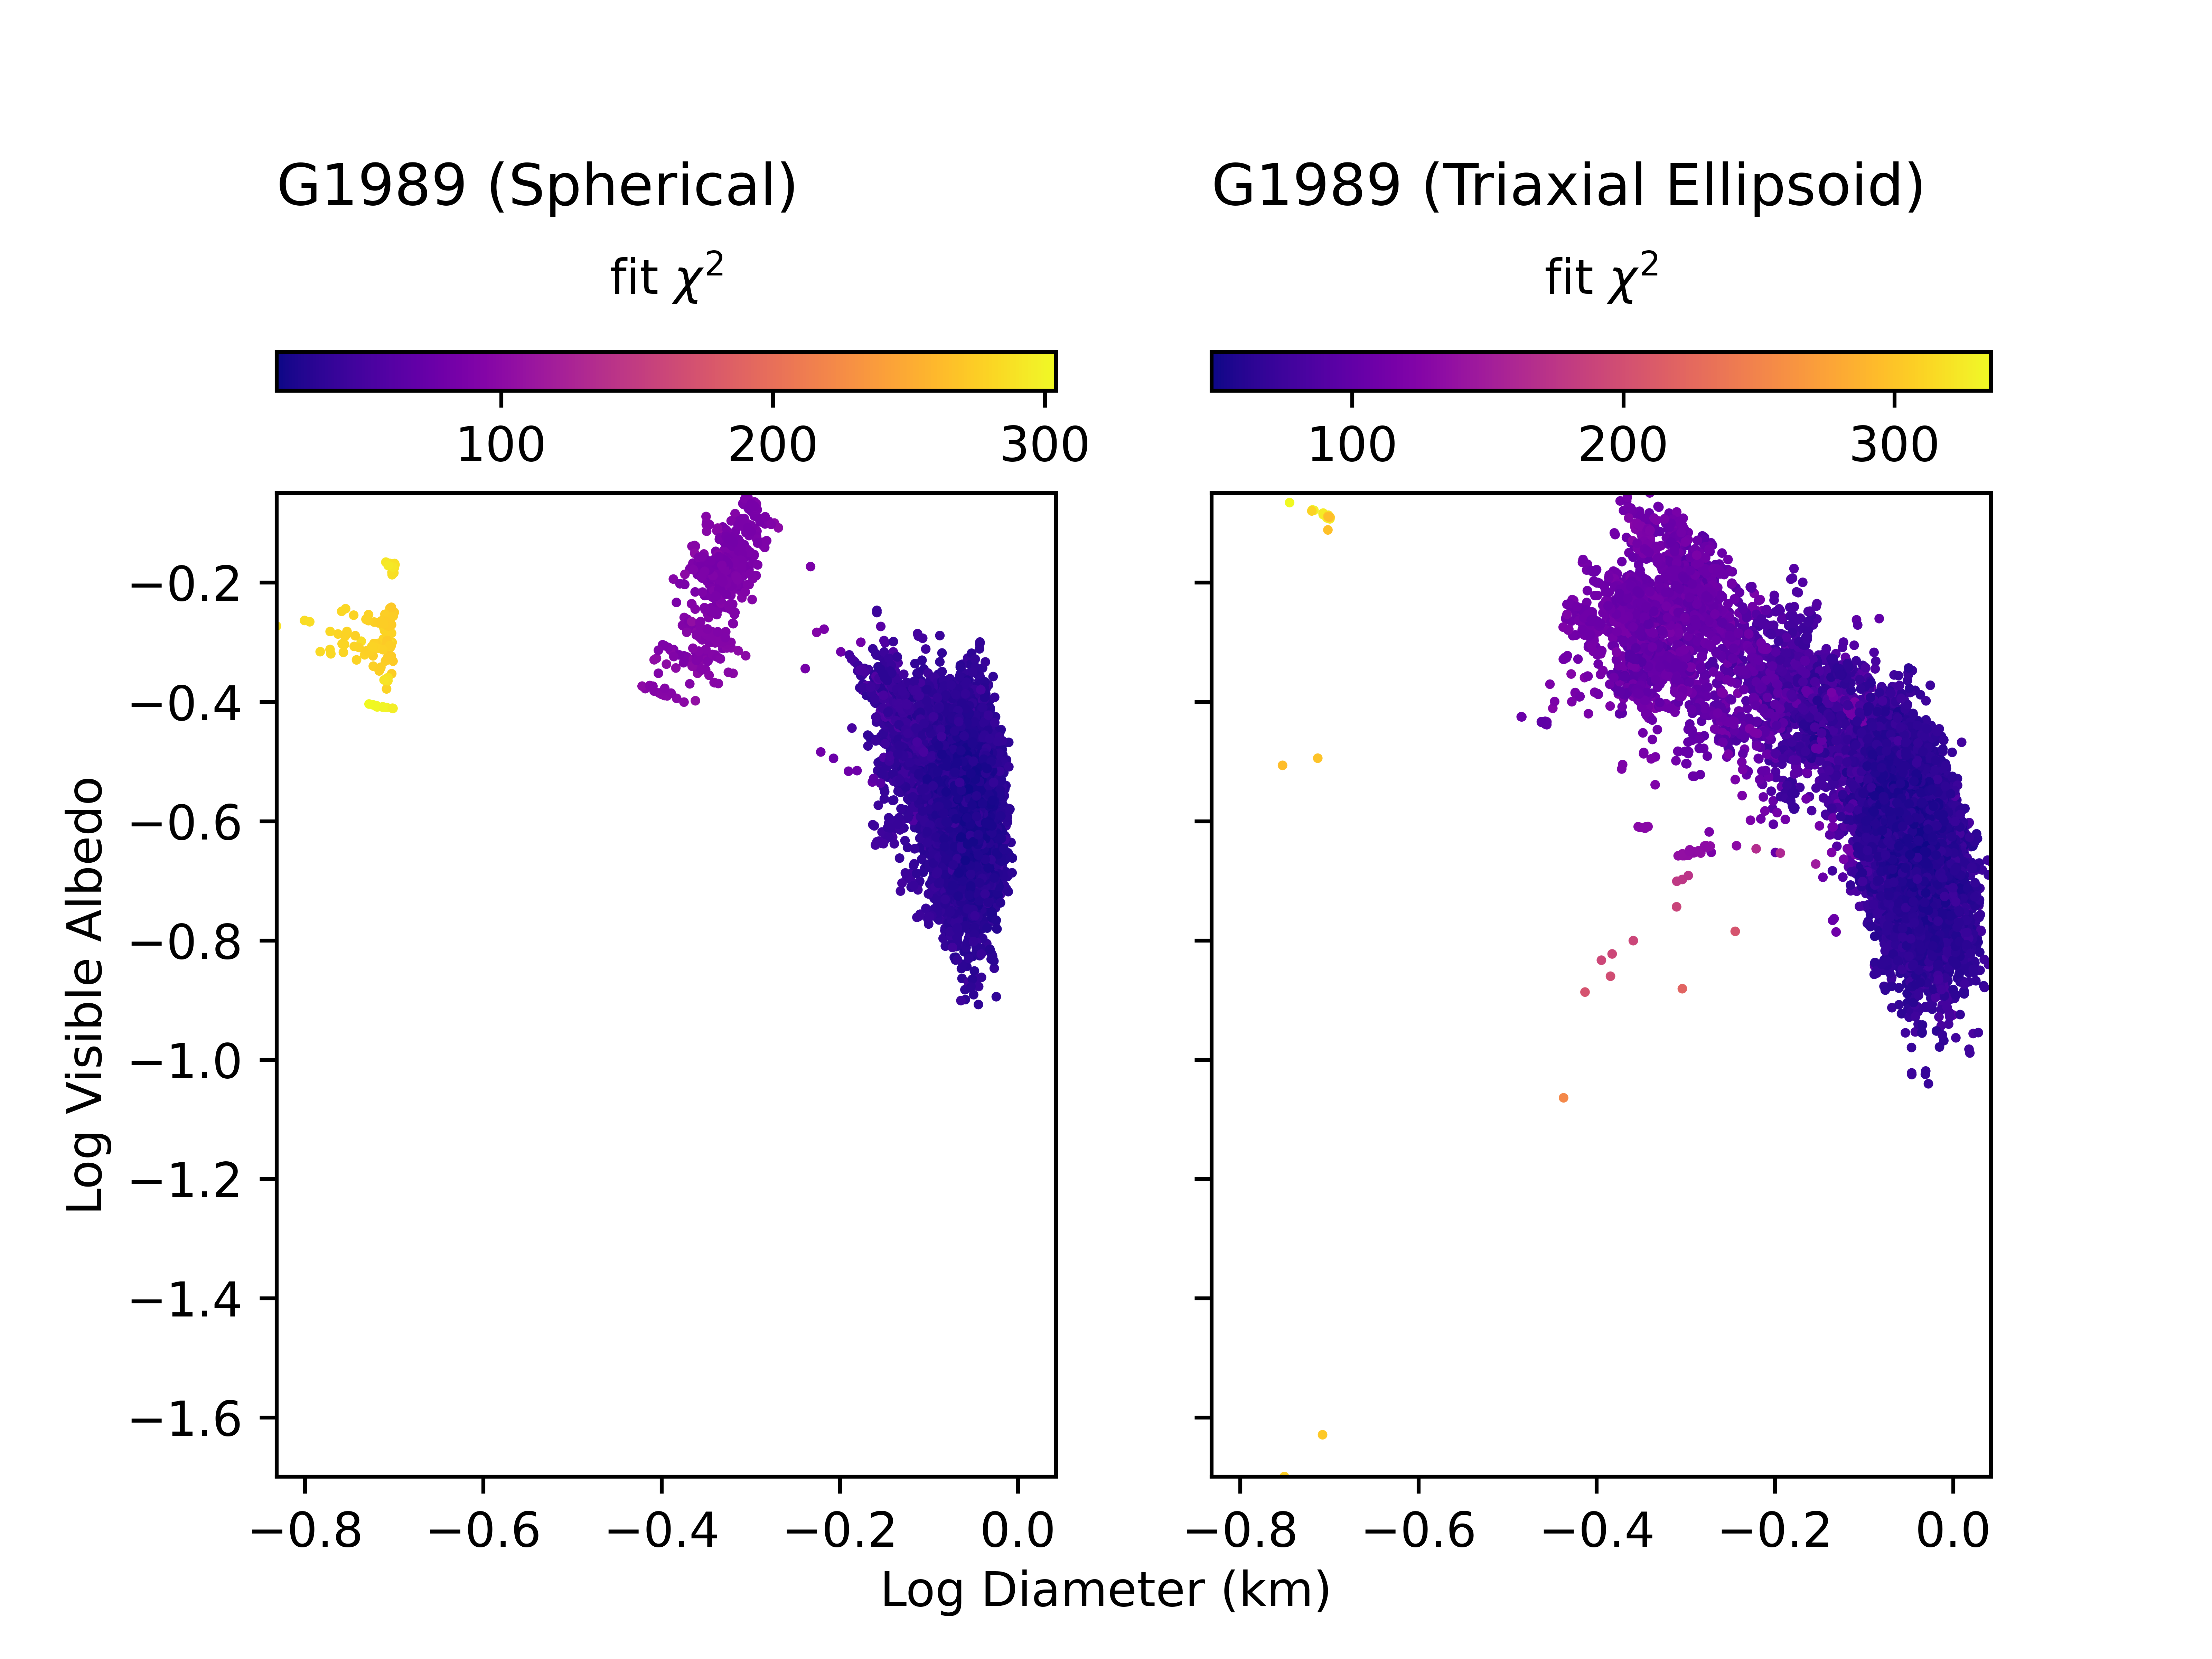 G1989 (Spherical)
fit χ²
100 200 300
G1989 (Triaxial Ellipsoid)
fit χ²
100 200 300
Log Visible Albedo
−0.2
−0.4
−0.6
−0.8
−1.0
−1.2
−1.4
−1.6
−0.8 −0.6 −0.4 −0.2 0.0
−0.8 −0.6 −0.4 −0.2 0.0
Log Diameter (km)